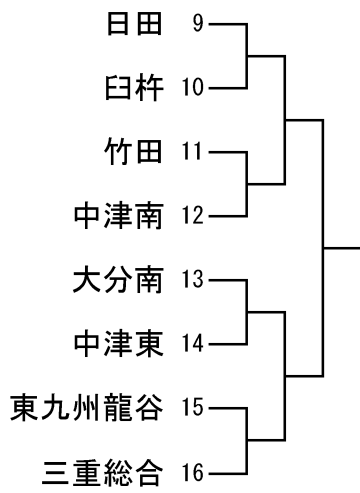 日田 9
臼杵 10
竹田 11
中津南 12
大分南 13
中津東 14
東九州龍谷 15
三重総合 16